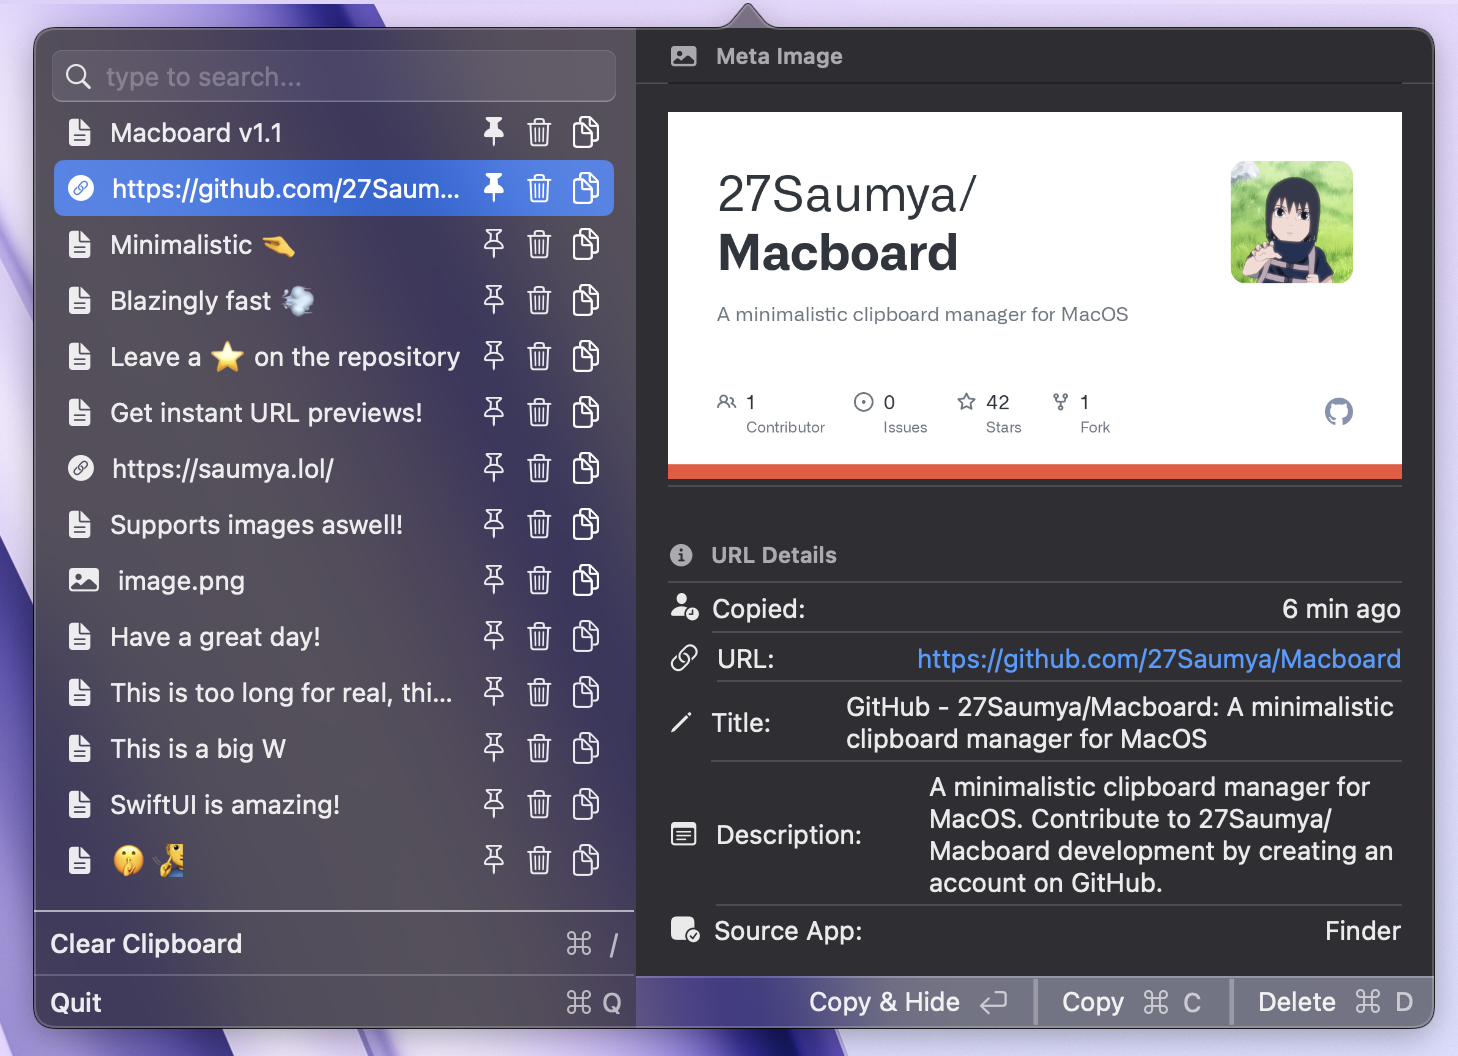 type to search...
Macboard v1.1
https://github.com/27Saum...
Minimalistic 🫱
Blazingly fast 💨
Leave a ⭐ on the repository
Get instant URL previews!
https://saumya.lol/
Supports images aswell!
image.png
Have a great day!
This is too long for real, thi...
This is a big W
SwiftUI is amazing!
🤫 🧏‍♂️
Clear Clipboard ⌘ /
Quit ⌘ Q
Meta Image
27Saumya/
Macboard
A minimalistic clipboard manager for MacOS
1 0 42 1
Contributor Issues Stars Fork
URL Details
Copied: 6 min ago
URL: https://github.com/27Saumya/Macboard
Title: GitHub - 27Saumya/Macboard: A minimalistic
clipboard manager for MacOS
Description: A minimalistic clipboard manager for
MacOS. Contribute to 27Saumya/
Macboard development by creating an
account on GitHub.
Source App: Finder
Copy & Hide ⏎ Copy ⌘ C Delete ⌘ D